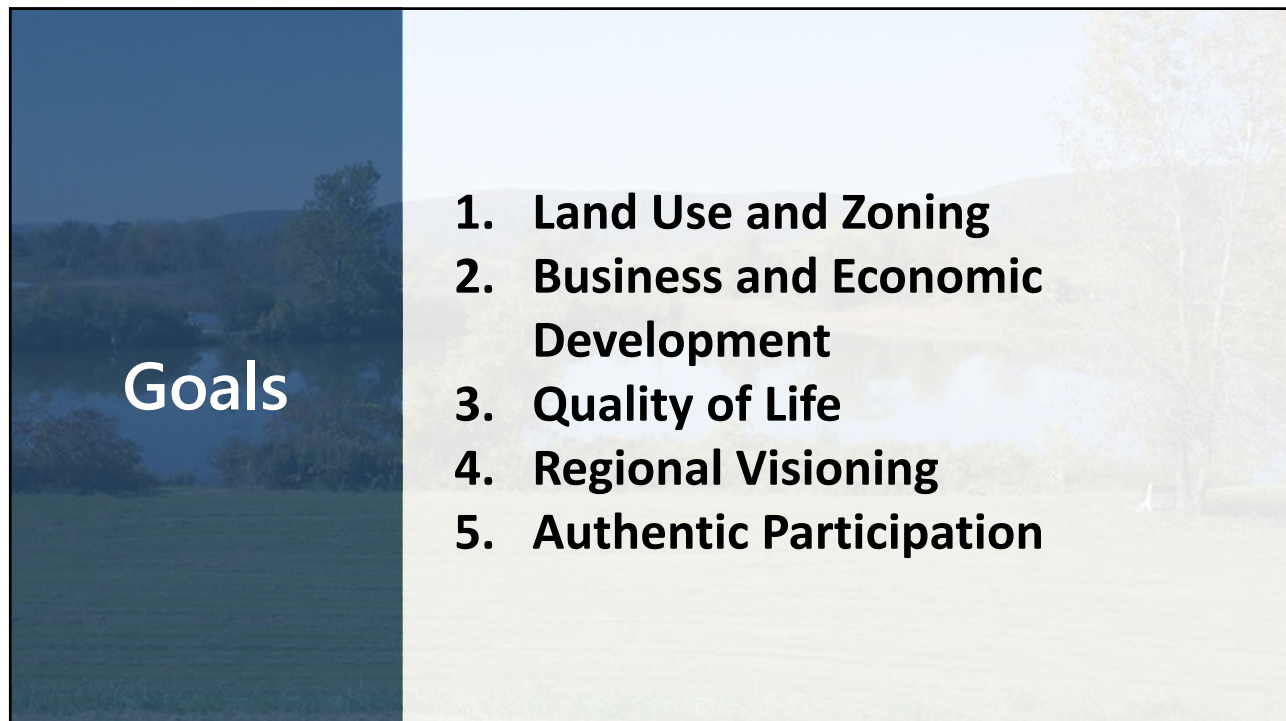 Goals
1. Land Use and Zoning
2. Business and Economic
Development
3. Quality of Life
4. Regional Visioning
5. Authentic Participation